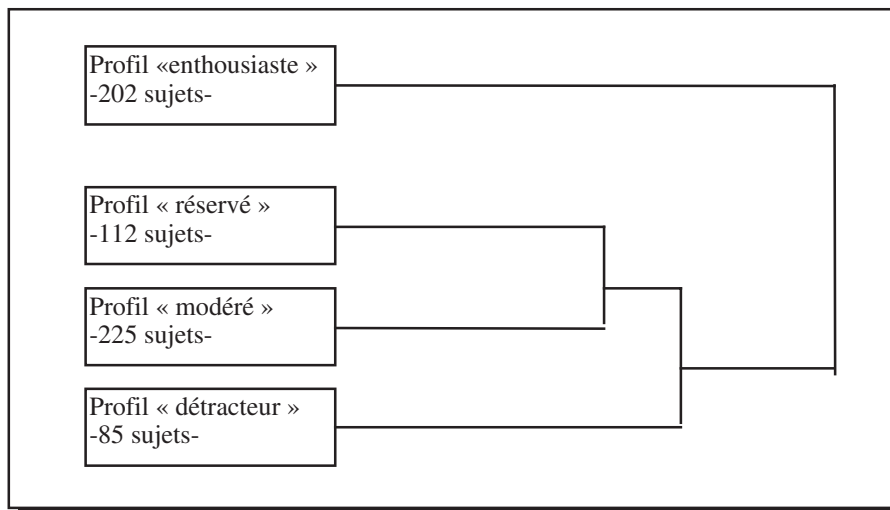 Profil «enthousiaste »
-202 sujets-
Profil « réservé »
-112 sujets-
Profil « modéré »
-225 sujets-
Profil « détracteur »
-85 sujets-